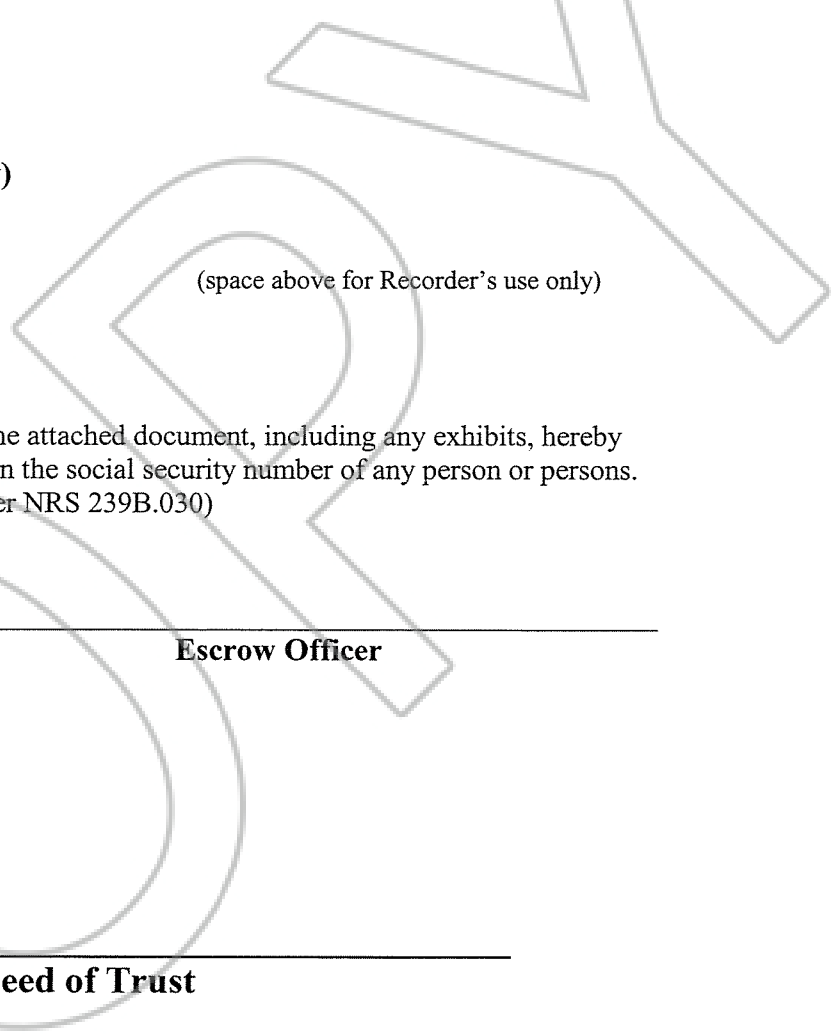 )
(space above for Recorder's use only)
he attached document, including any exhibits, hereby
n the social security number of any person or persons.
er NRS 239B.030)
Escrow Officer
eed of Trust
OPY